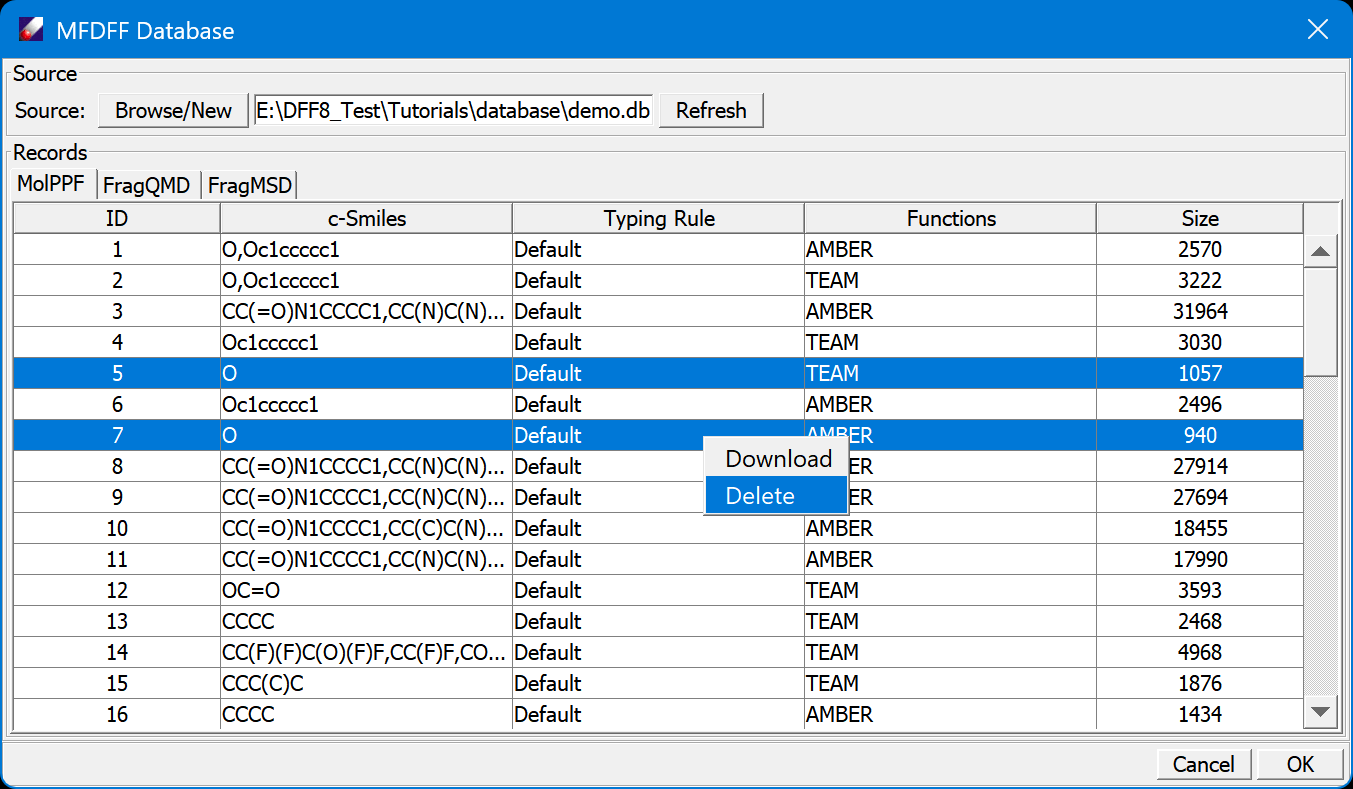 MFDFF Database
Source
Source: Browse/New E:\DFF8_Test\Tutorials\database\demo.db Refresh
Records
MolPPF FragQMD FragMSD
ID c-Smiles Typing Rule Functions Size
1 O,Oc1ccccc1 Default AMBER 2570
2 O,Oc1ccccc1 Default TEAM 3222
3 CC(=O)N1CCCC1,CC(N)C(N)... Default AMBER 31964
4 Oc1ccccc1 Default TEAM 3030
5 O Default TEAM 1057
6 Oc1ccccc1 Default AMBER 2496
7 O Default AMBER 940
Download
8 CC(=O)N1CCCC1,CC(N)C(N)... Default ER 27914
Delete
9 CC(=O)N1CCCC1,CC(N)C(N)... Default ER 27694
10 CC(=O)N1CCCC1,CC(C)C(N)... Default AMBER 18455
11 CC(=O)N1CCCC1,CC(N)C(N)... Default AMBER 17990
12 OC=O Default TEAM 3593
13 CCCC Default TEAM 2468
14 CC(F)(F)C(O)(F)F,CC(F)F,CO... Default TEAM 4968
15 CCC(C)C Default TEAM 1876
16 CCCC Default AMBER 1434
Cancel OK